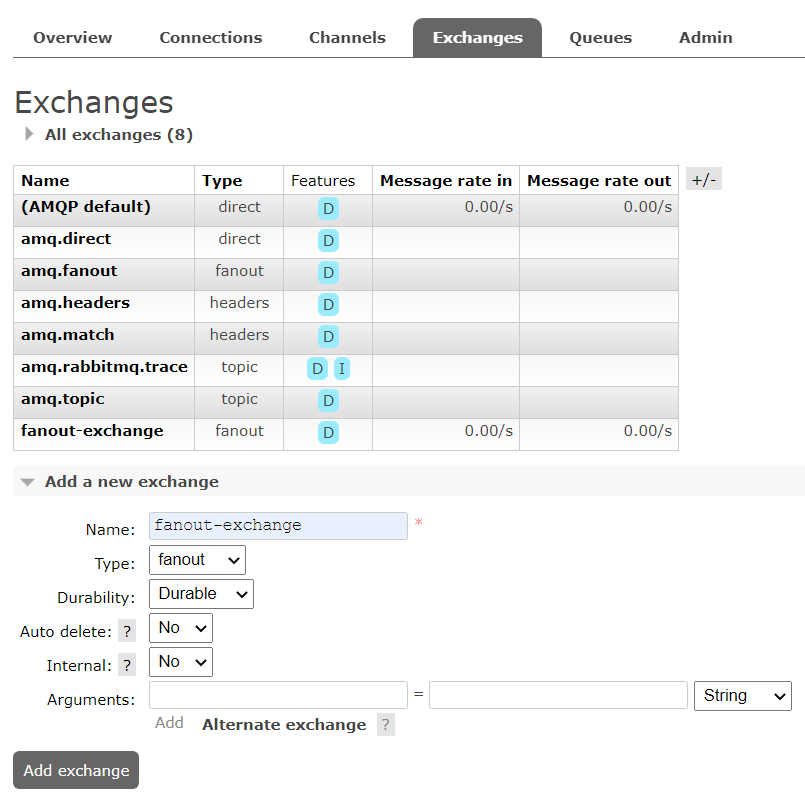 Overview Connections Channels Exchanges Queues Admin
Exchanges
All exchanges (8)
Name Type Features Message rate in Message rate out +/-
(AMQP default) direct D 0.00/s 0.00/s
amq.direct direct D
amq.fanout fanout D
amq.headers headers D
amq.match headers D
amq.rabbitmq.trace topic D I
amq.topic topic D
fanout-exchange fanout D 0.00/s 0.00/s
Add a new exchange
Name: fanout-exchange *
Type: fanout
Durability: Durable
Auto delete: ? No
Internal: ? No
Arguments: = String
Add Alternate exchange ?
Add exchange